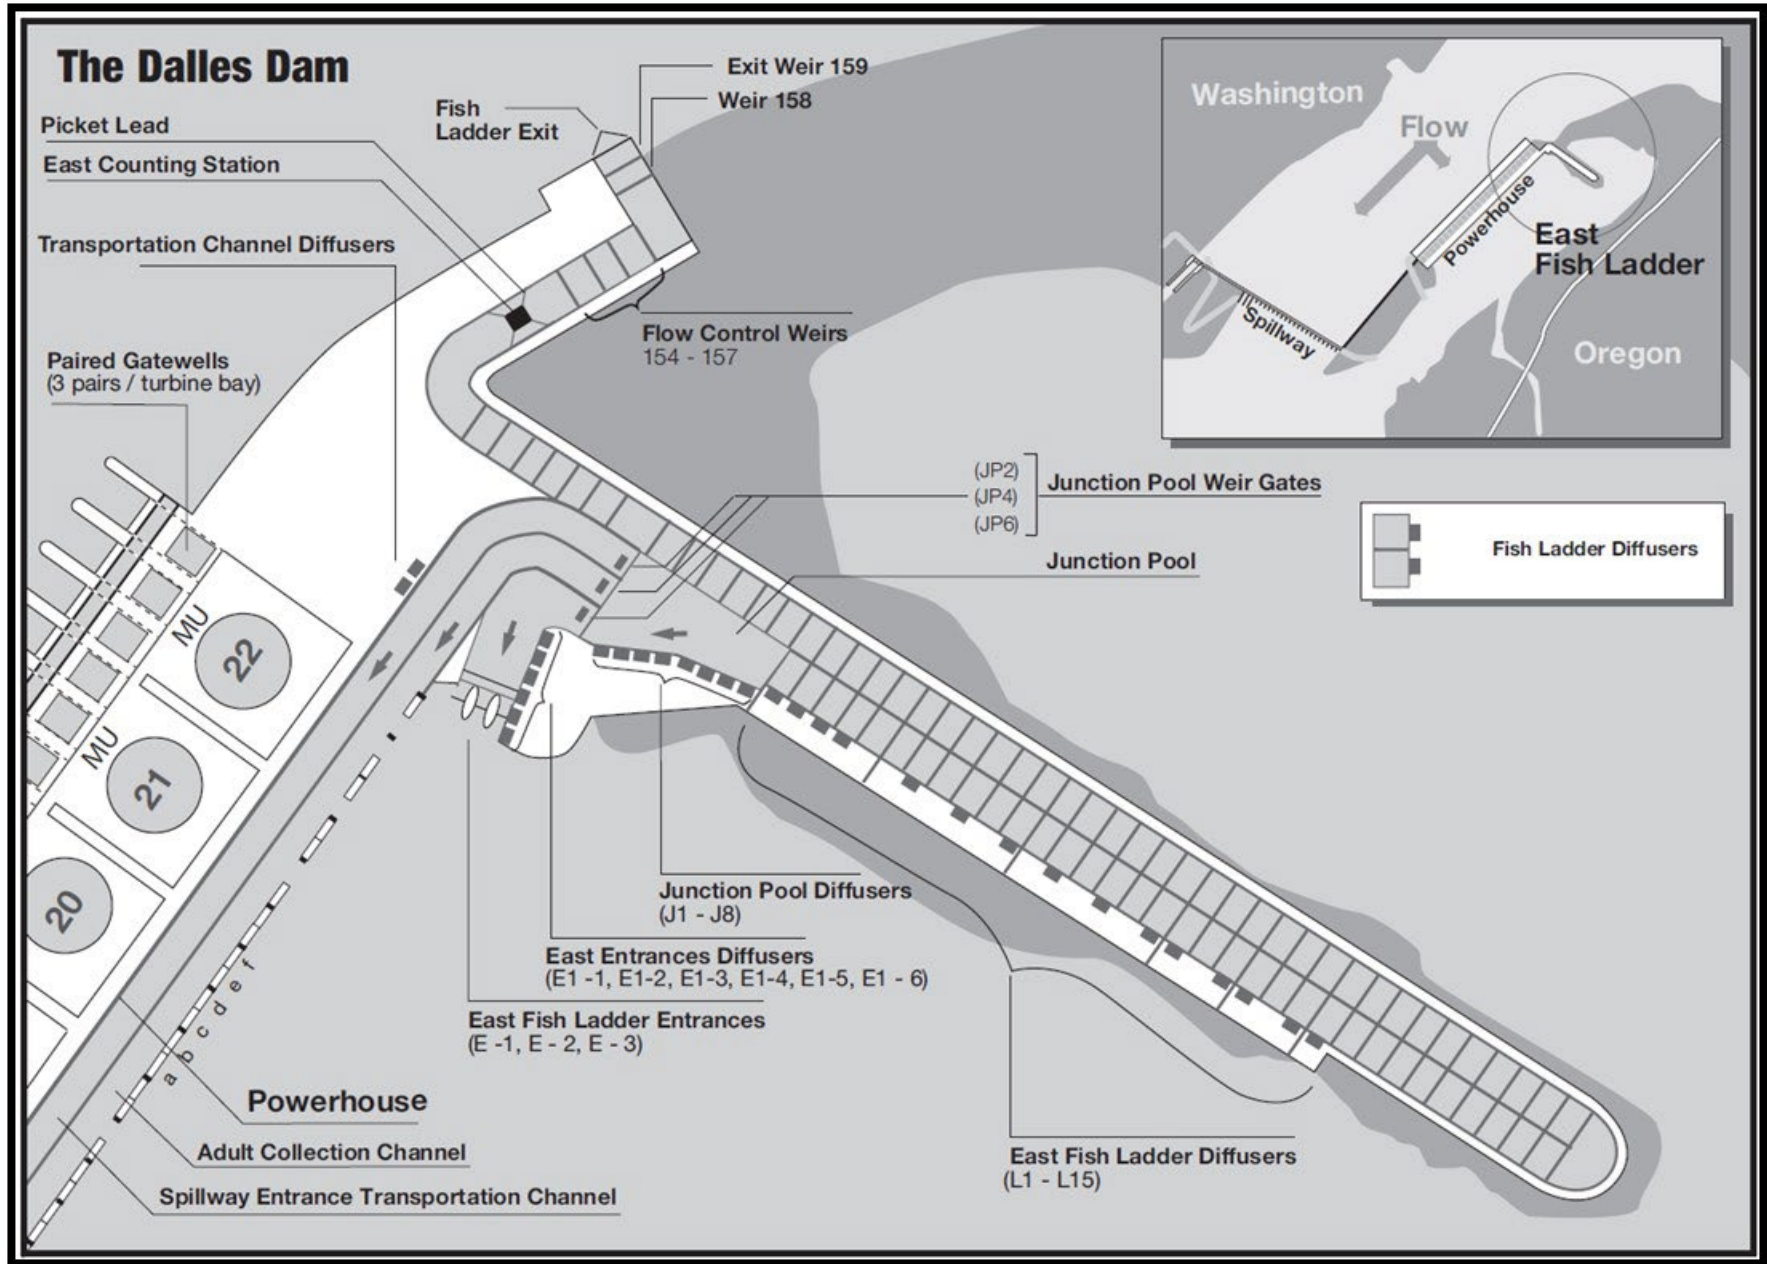 The Dalles Dam
Exit Weir 159
Weir 158
Fish
Ladder Exit
Picket Lead
East Counting Station
Transportation Channel Diffusers
Flow Control Weirs
154 - 157
Paired Gatewells
(3 pairs / turbine bay)
Washington
Flow
Powerhouse
East
Fish Ladder
Spillway
Oregon
(JP2)
(JP4)
(JP6)
Junction Pool Weir Gates
Junction Pool
Fish Ladder Diffusers
MU
22
MU
21
20
Junction Pool Diffusers
(J1 - J8)
East Entrances Diffusers
(E1 -1, E1-2, E1-3, E1-4, E1-5, E1 - 6)
East Fish Ladder Entrances
(E -1, E - 2, E - 3)
a b c d e f
Powerhouse
Adult Collection Channel
Spillway Entrance Transportation Channel
East Fish Ladder Diffusers
(L1 - L15)